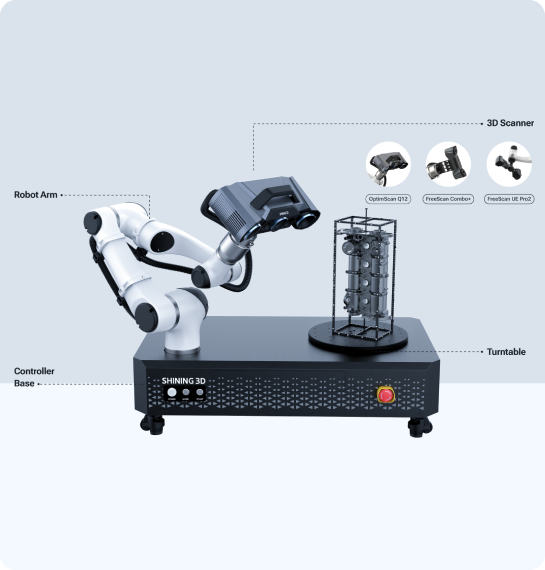 3D Scanner
OptimScan Q12
FreeScan Combo+
FreeScan UE Pro2
Robot Arm
Turntable
Controller
Base
SHINING 3D